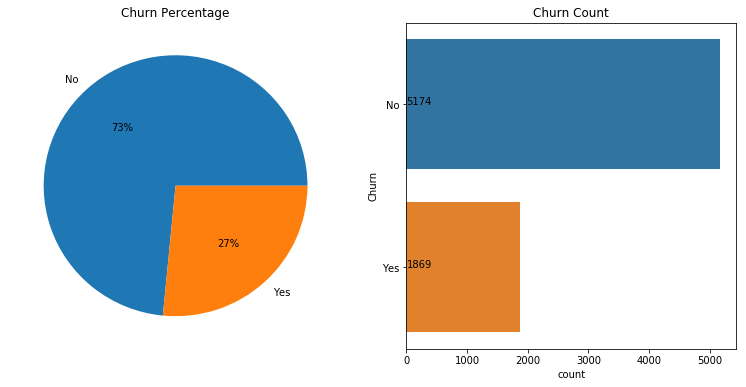 Churn Percentage
No
73%
27%
Yes
Churn Count
Churn
No
5174
Yes
1869
0 1000 2000 3000 4000 5000
count